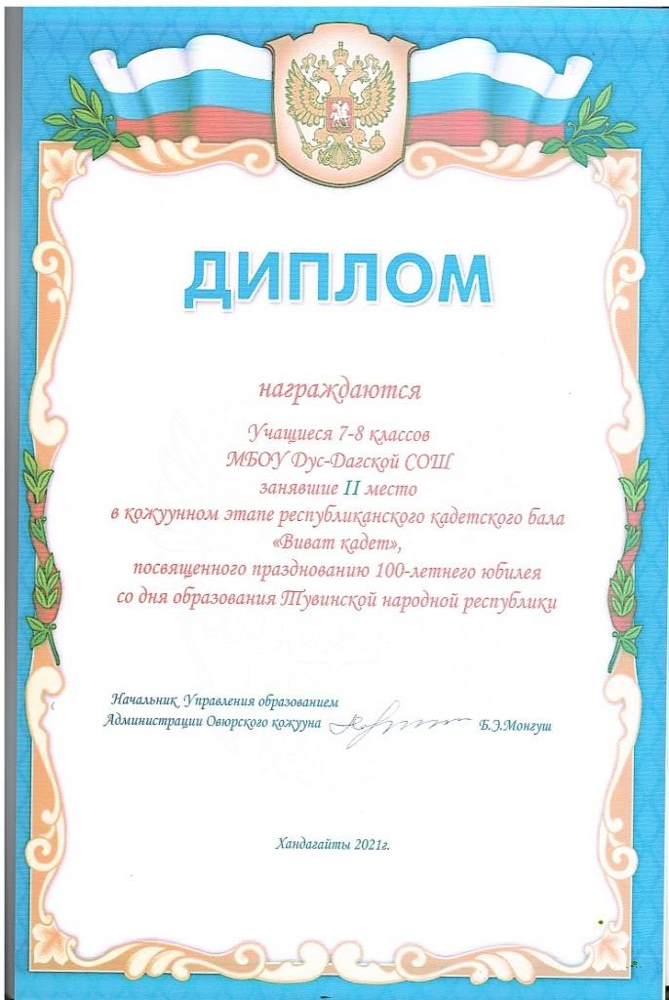 ДИПЛОМ
награждаются
Учащиеся 7-8 классов
МБОУ Дус-Дагской СОШ
занявшие II место
в кожуунном этапе республиканского кадетского бала
«Виват кадет»,
посвященного празднованию 100-летнего юбилея
со дня образования Тувинской народной республики
Начальник Управления образованием
Администрации Овюрского кожууна Б.Э.Монгуш
Хандагайты 2021г.